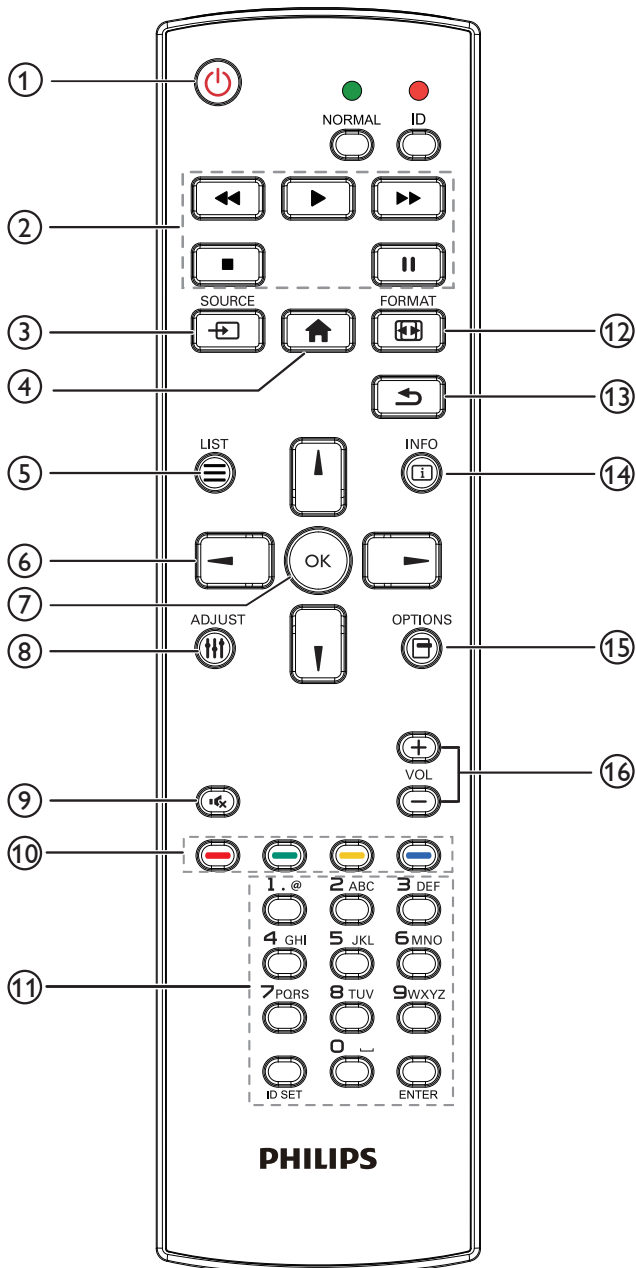 ①
NORMAL ID
②
SOURCE FORMAT
③ ⑫
④
⑬
LIST INFO
⑤ i ⑭
⑥
OK
⑦
ADJUST OPTIONS
⑧ ⑮
+
⑨ VOL ⑯
−
⑩
1 . @ 2 ABC 3 DEF
4 GHI 5 JKL 6 MNO
⑪
7 PQRS 8 TUV 9 WXYZ
0 ⎵
ID SET ENTER
PHILIPS